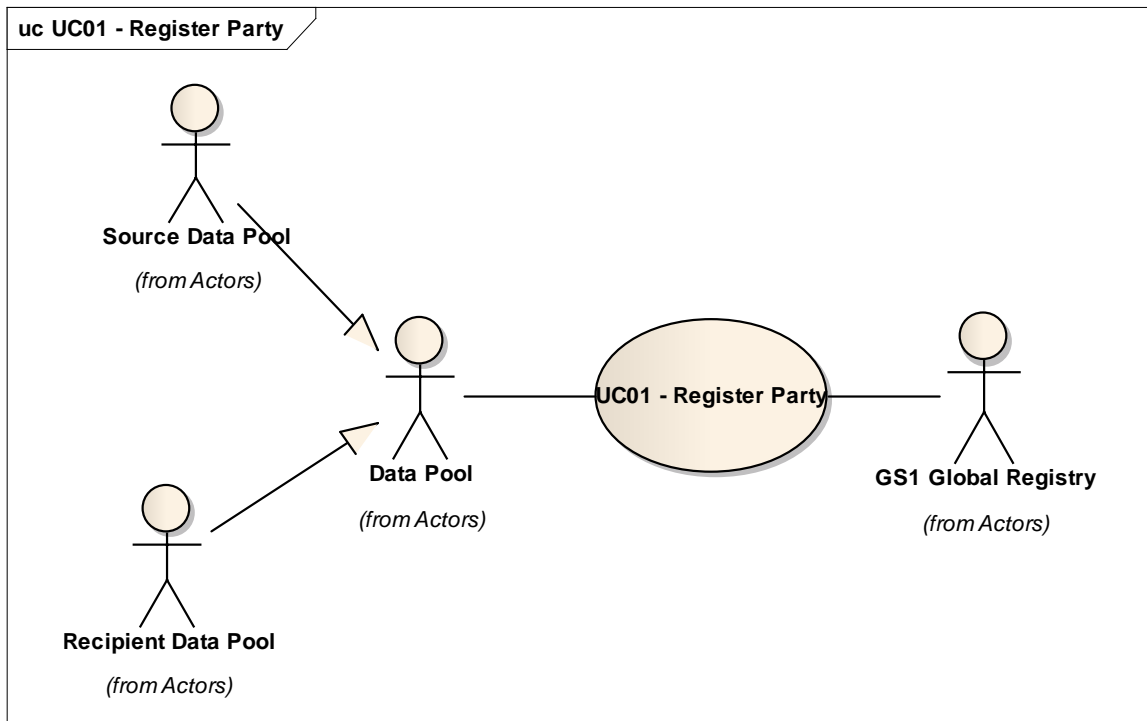 uc UC01 - Register Party
Source Data Pool
(from Actors)
Data Pool
(from Actors)
UC01 - Register Party
GS1 Global Registry
(from Actors)
Recipient Data Pool
(from Actors)